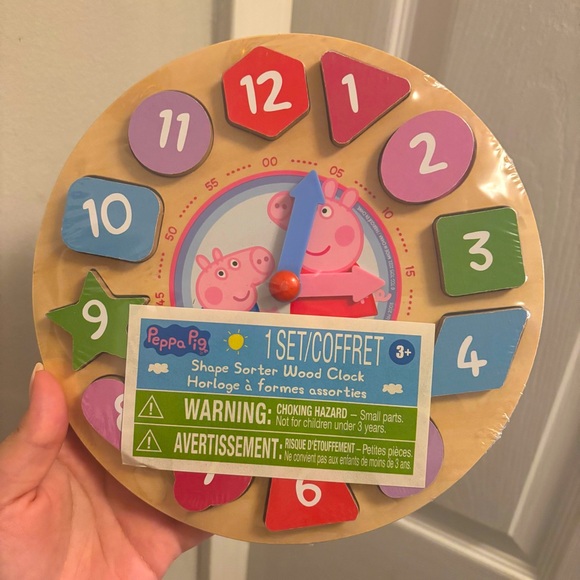 12
1
11
2
00
55
05
10
50
10
3
45
15
9
4
8
6
Peppa Pig
1 SET/COFFRET
3+
Shape Sorter Wood Clock
Horloge à formes assorties
WARNING: CHOKING HAZARD – Small parts.
Not for children under 3 years.
AVERTISSEMENT: RISQUE D'ÉTOUFFEMENT – Petites pièces.
Ne convient pas aux enfants de moins de 3 ans.